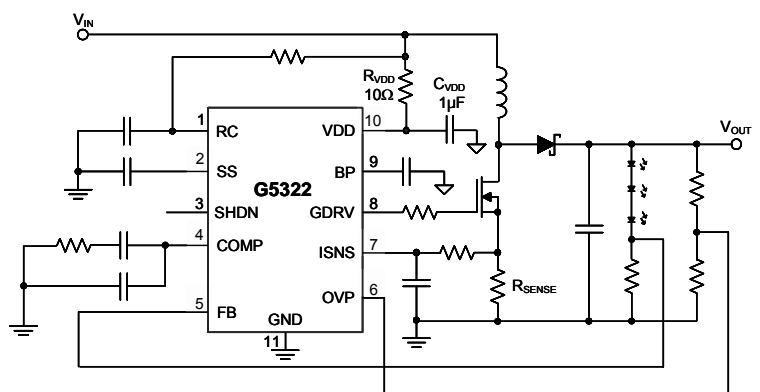 VIN
RVDD
10Ω
CVDD
1µF
1 RC
VDD 10
VOUT
2 SS
BP 9
G5322
3 SHDN
GDRV 8
4 COMP
ISNS 7
RSENSE
OVP 6
5 FB
GND
11